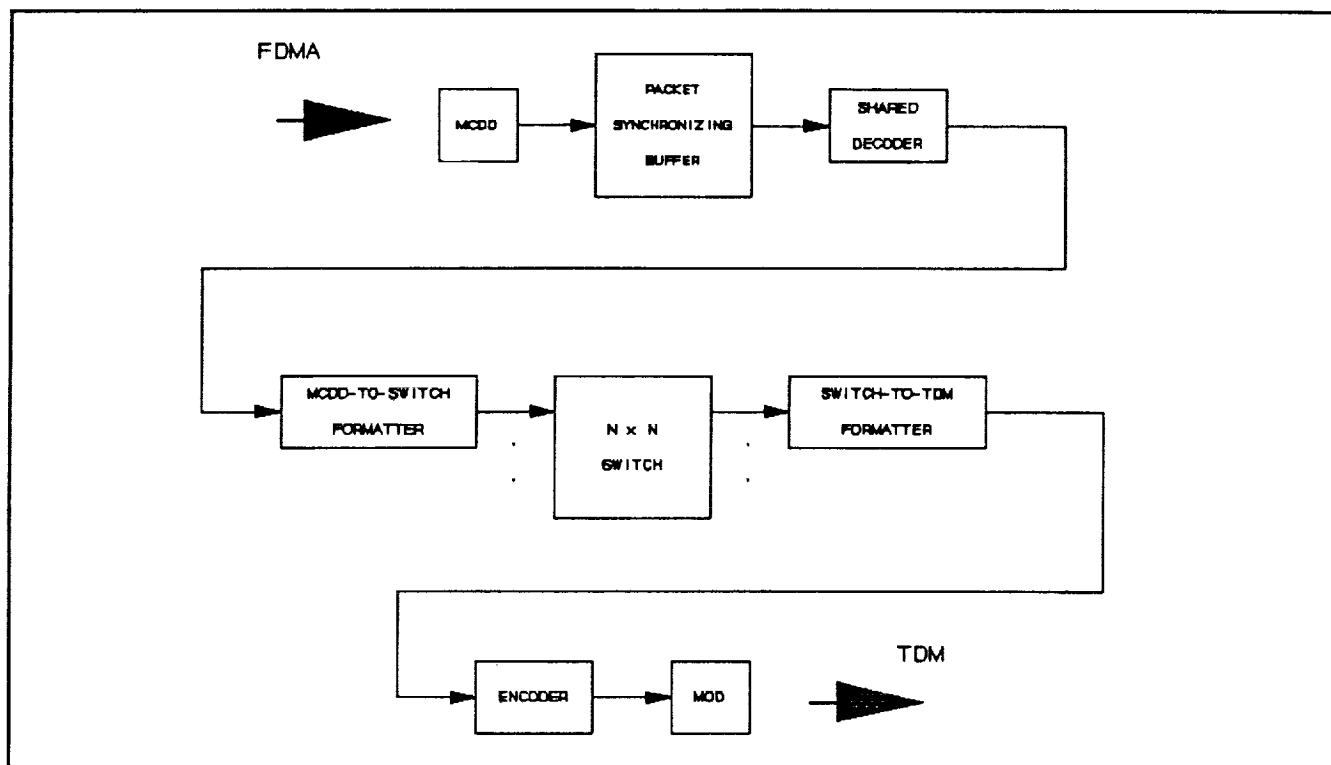 FDMA
MCDD
PACKET
SYNCHRONIZING
BUFFER
SHARED
DECODER
MCDD-TO-SWITCH
FORMATTER
N x N
SWITCH
SWITCH-TO-TDM
FORMATTER
ENCODER
MOD
TDM